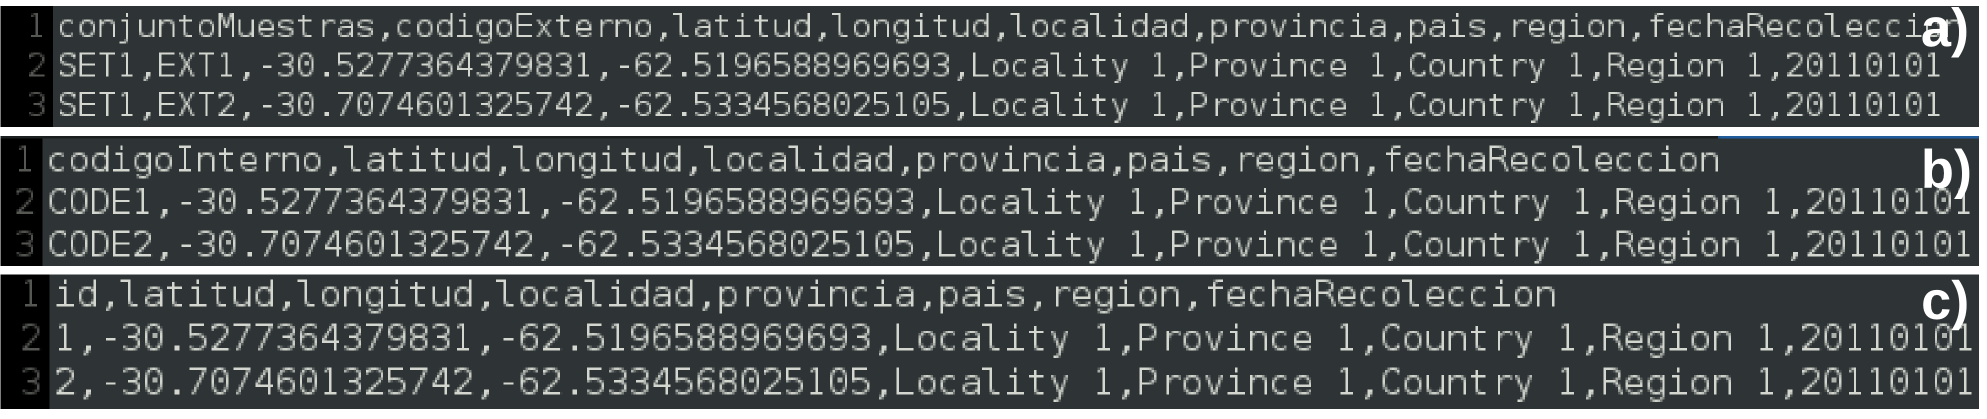 1 conjuntoMuestras,codigoExterno,latitud,longitud,localidad,provincia,pais,region,fechaRecoleccion a)
2 SET1,EXT1,-30.5277364379831,-62.5196588969693,Locality 1,Province 1,Country 1,Region 1,20110101
3 SET1,EXT2,-30.7074601325742,-62.5334568025105,Locality 1,Province 1,Country 1,Region 1,20110101
1 codigoInterno,latitud,longitud,localidad,provincia,pais,region,fechaRecoleccion b)
2 CODE1,-30.5277364379831,-62.5196588969693,Locality 1,Province 1,Country 1,Region 1,20110101
3 CODE2,-30.7074601325742,-62.5334568025105,Locality 1,Province 1,Country 1,Region 1,20110101
1 id,latitud,longitud,localidad,provincia,pais,region,fechaRecoleccion c)
2 1,-30.5277364379831,-62.5196588969693,Locality 1,Province 1,Country 1,Region 1,20110101
3 2,-30.7074601325742,-62.5334568025105,Locality 1,Province 1,Country 1,Region 1,20110101